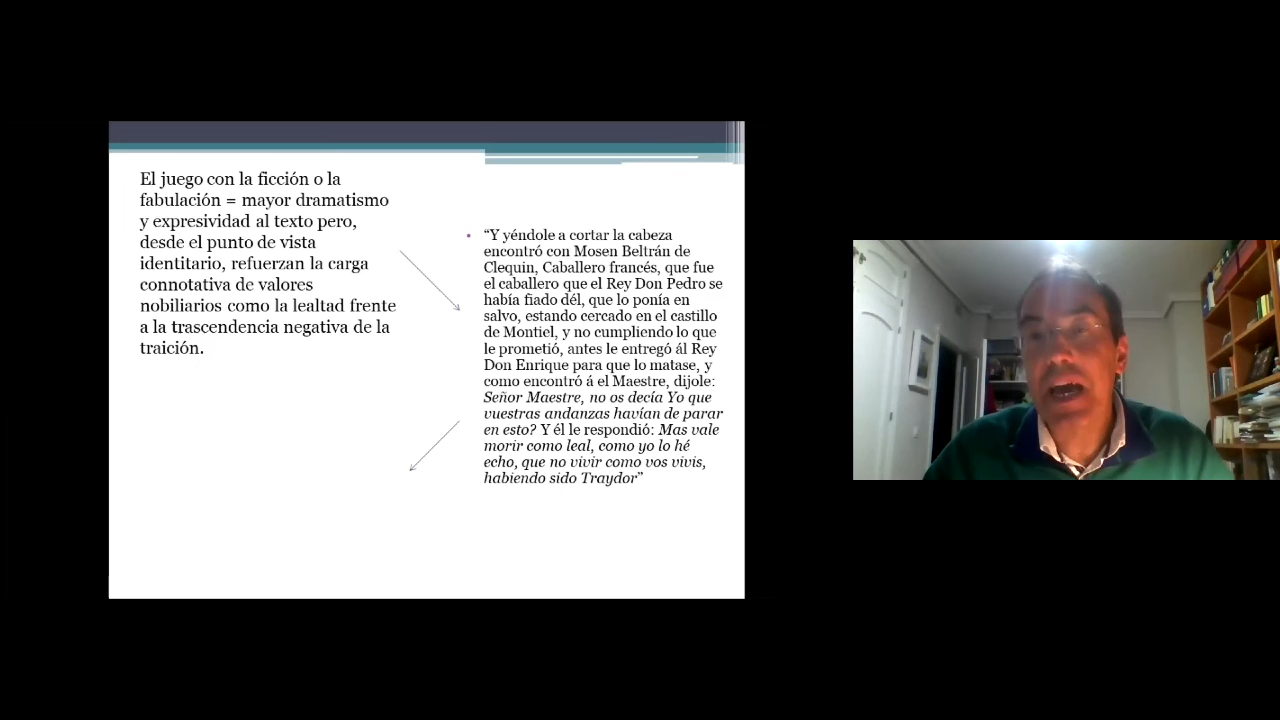 El juego con la ficción o la
fabulación = mayor dramatismo
y expresividad al texto pero,
desde el punto de vista
identitario, refuerzan la carga
connotativa de valores
nobiliarios como la lealtad frente
a la trascendencia negativa de la
traición.
• “Y yéndole a cortar la cabeza
encontró con Mosen Beltrán de
Clequin, Caballero francés, que fue
el caballero que el Rey Don Pedro se
había fiado dél, que lo ponía en
salvo, estando cercado en el castillo
de Montiel, y no cumpliendo lo que
le prometió, antes le entregó ál Rey
Don Enrique para que lo matase, y
como encontró á el Maestre, dijole:
Señor Maestre, no os decía Yo que
vuestras andanzas havían de parar
en esto? Y él le respondió: Mas vale
morir como leal, como yo lo hé
echo, que no vivir como vos vivis,
habiendo sido Traydor”